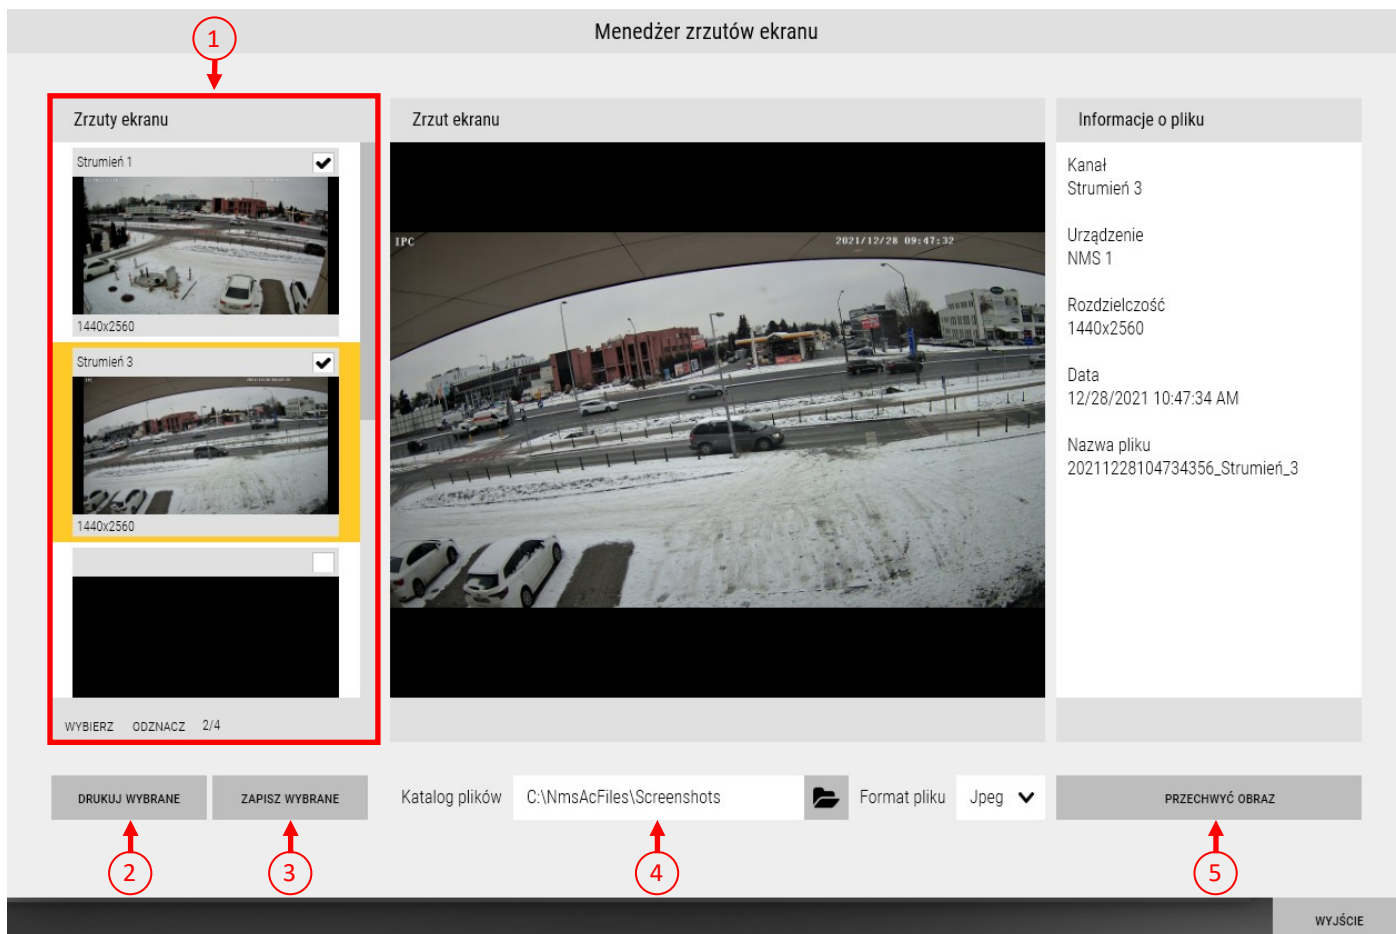 Menedżer zrzutów ekranu
1
Zrzuty ekranu
Strumień 1
1440x2560
Strumień 3
1440x2560
WYBIERZ ODZNACZ 2/4
Zrzut ekranu
IPC 2021/12/28 09:47:32
Informacje o pliku
Kanał
Strumień 3
Urządzenie
NMS 1
Rozdzielczość
1440x2560
Data
12/28/2021 10:47:34 AM
Nazwa pliku
20211228104734356_Strumień_3
DRUKUJ WYBRANE ZAPISZ WYBRANE Katalog plików C:\NmsAcFiles\Screenshots Format pliku Jpeg PRZECHWYĆ OBRAZ
2 3 4 5
WYJŚCIE